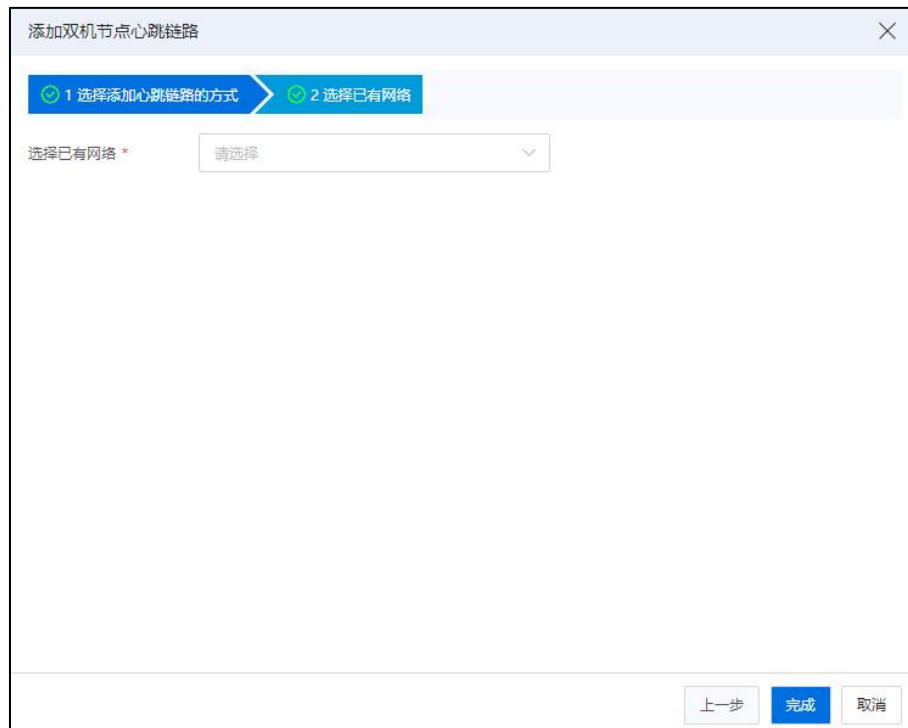 添加双机节点心跳链路
1 选择添加心跳链路的方式
2 选择已有网络
选择已有网络 *
请选择
上一步
完成
取消